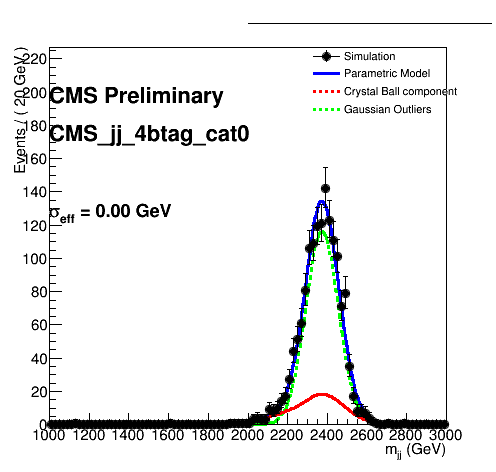 Events / ( 20 GeV )
220
200
180
160
140
120
100
80
60
40
20
0
Simulation
Parametric Model
Crystal Ball component
Gaussian Outliers
CMS Preliminary
CMS_jj_4btag_cat0
σeff = 0.00 GeV
1000 1200 1400 1600 1800 2000 2200 2400 2600 2800 3000
mjj (GeV)